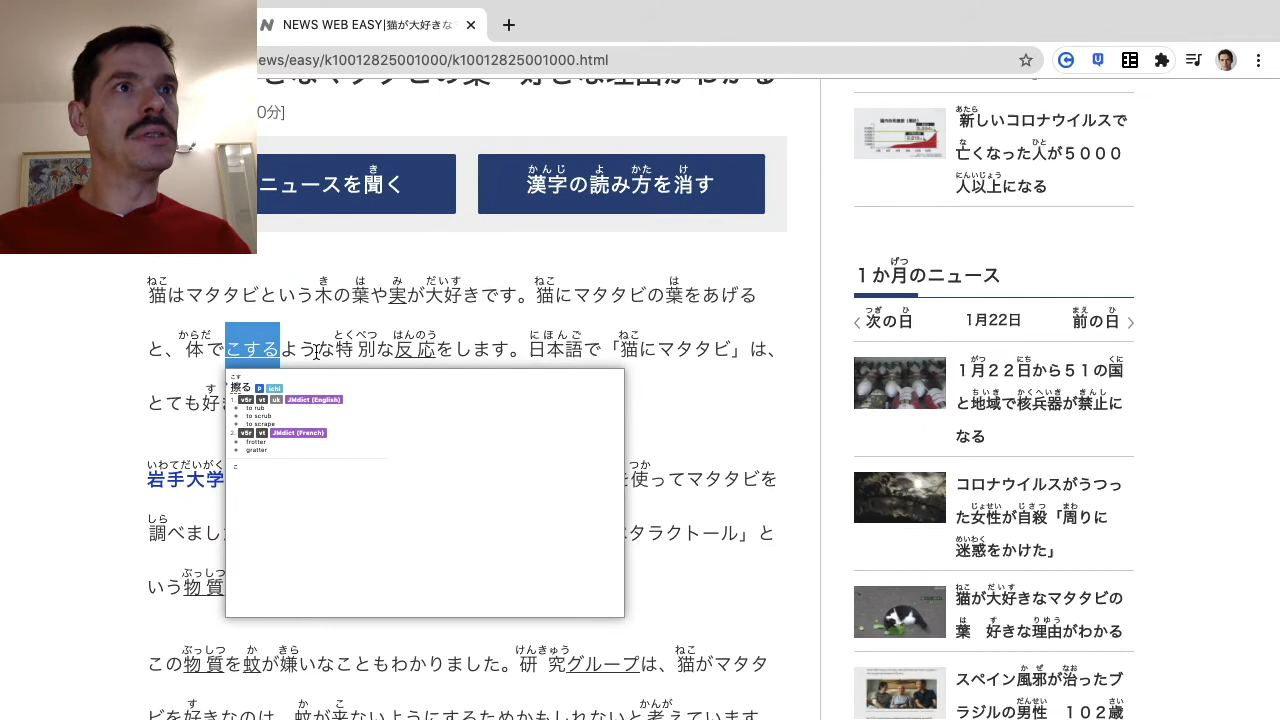 NEWS WEB EASY|猫が大好きな
ews/easy/k10012825001000/k10012825001000.html
0分]
ニュースを聞く
漢字の読み方を消す
猫はマタタビという木の葉や実が大好きです。猫にマタタビの葉をあげる
と、体でこするような特別な反応をします。日本語で「猫にマタタビ」は、
とても好き
擦る P ichi
1. v5r vt uk JMdict (English)
to rub
to scrub
to scrape
2. v5r vt JMdict (French)
frotter
gratter
こ
岩手大学
使ってマタタビを
調べまし
ペタラクトール」と
いう物質
この物質を蚊が嫌いなこともわかりました。研究グループは、猫がマタタ
ビを好きなのは、蚊が来ないようにするためかもしれないと考えています。
新しいコロナウイルスで
亡くなった人が5000
人以上になる
1か月のニュース
次の日
1月22日
前の日
1月22日から51の国
と地域で核兵器が禁止に
なる
コロナウイルスがうつっ
た女性が自殺「周りに
迷惑をかけた」
猫が大好きなマタタビの
葉 好きな理由がわかる
スペイン風邪が治ったブ
ラジルの男性 102歳